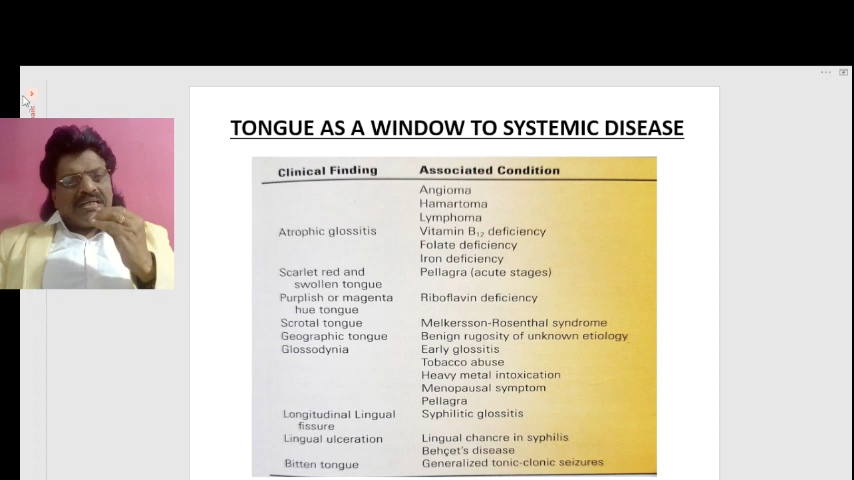 TONGUE AS A WINDOW TO SYSTEMIC DISEASE
Clinical Finding Associated Condition
Angioma
Hamartoma
Lymphoma
Atrophic glossitis Vitamin B₁₂ deficiency
Folate deficiency
Iron deficiency
Scarlet red and Pellagra (acute stages)
swollen tongue
Purplish or magenta Riboflavin deficiency
hue tongue
Scrotal tongue Melkersson-Rosenthal syndrome
Geographic tongue Benign rugosity of unknown etiology
Glossodynia Early glossitis
Tobacco abuse
Heavy metal intoxication
Menopausal symptom
Pellagra
Longitudinal Lingual Syphilitic glossitis
fissure
Lingual ulceration Lingual chancre in syphilis
Behçet's disease
Bitten tongue Generalized tonic-clonic seizures